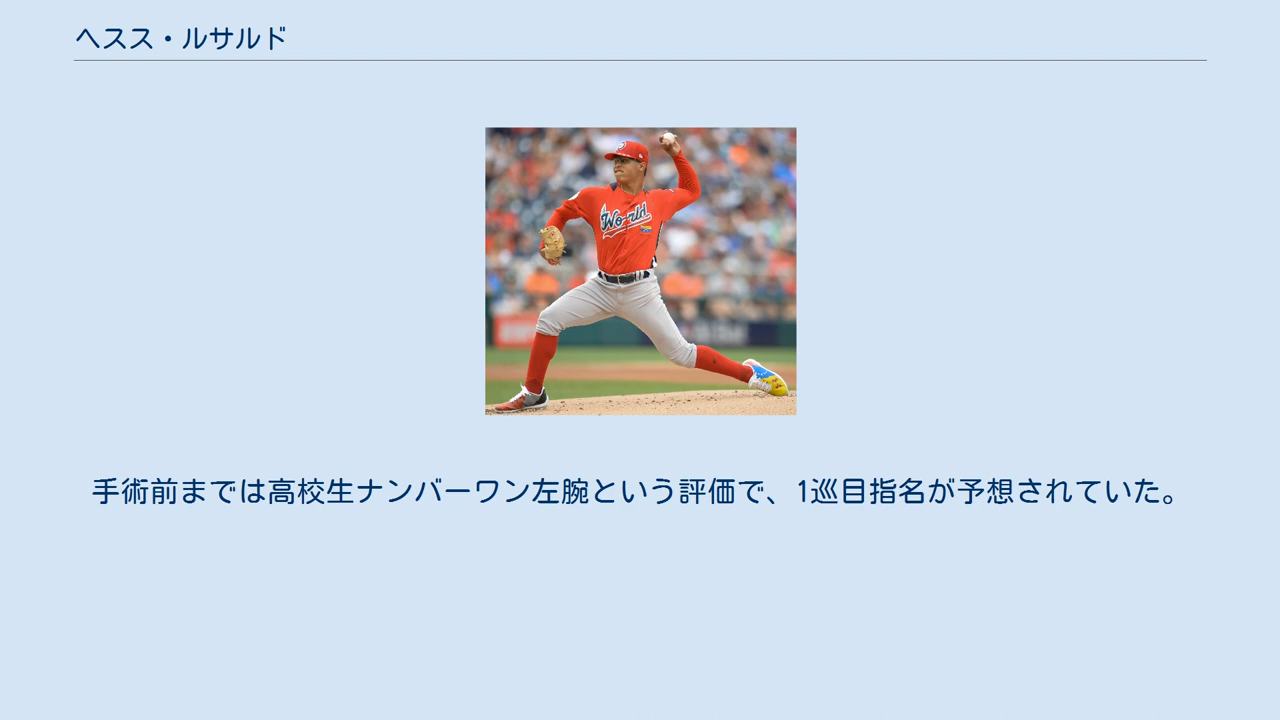 ヘスス・ルサルド
World
手術前までは高校生ナンバーワン左腕という評価で、1巡目指名が予想されていた。